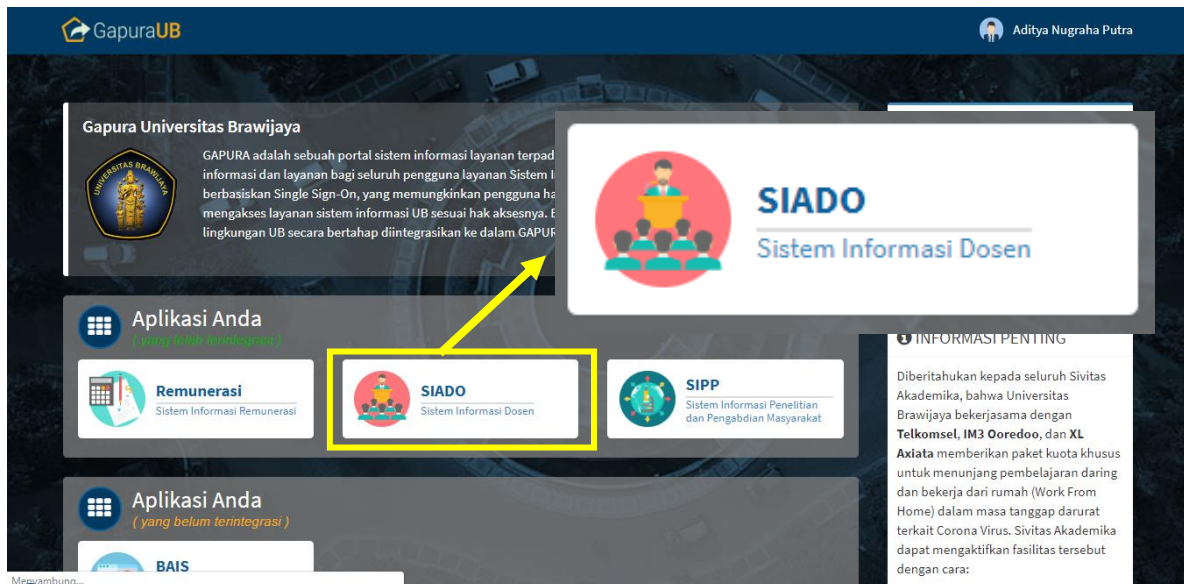 GapuraUB
Aditya Nugraha Putra
Gapura Universitas Brawijaya
UNIVERSITAS BRAWIJAYA
GAPURA adalah sebuah portal sistem informasi layanan terpad
informasi dan layanan bagi seluruh pengguna layanan Sistem
berbasiskan Single Sign-On, yang memungkinkan pengguna ha
mengakses layanan sistem informasi UB sesuai hak aksesnya.
lingkungan UB secara bertahap diintegrasikan ke dalam GAPUR
SIADO
Sistem Informasi Dosen
Aplikasi Anda
( yang telah terintegrasi )
Remunerasi
Sistem Informasi Remunerasi
SIADO
Sistem Informasi Dosen
SIPP
Sistem Informasi Penelitian
dan Pengabdian Masyarakat
Aplikasi Anda
( yang belum terintegrasi )
BAIS
Menyambung...
INFORMASI PENTING
Diberitahukan kepada seluruh Sivitas
Akademika, bahwa Universitas
Brawijaya bekerjasama dengan
Telkomsel, IM3 Ooredoo, dan XL
Axiata memberikan paket kuota khusus
untuk menunjang pembelajaran daring
dan bekerja dari rumah (Work From
Home) dalam masa tanggap darurat
terkait Corona Virus. Sivitas Akademika
dapat mengaktifkan fasilitas tersebut
dengan cara: